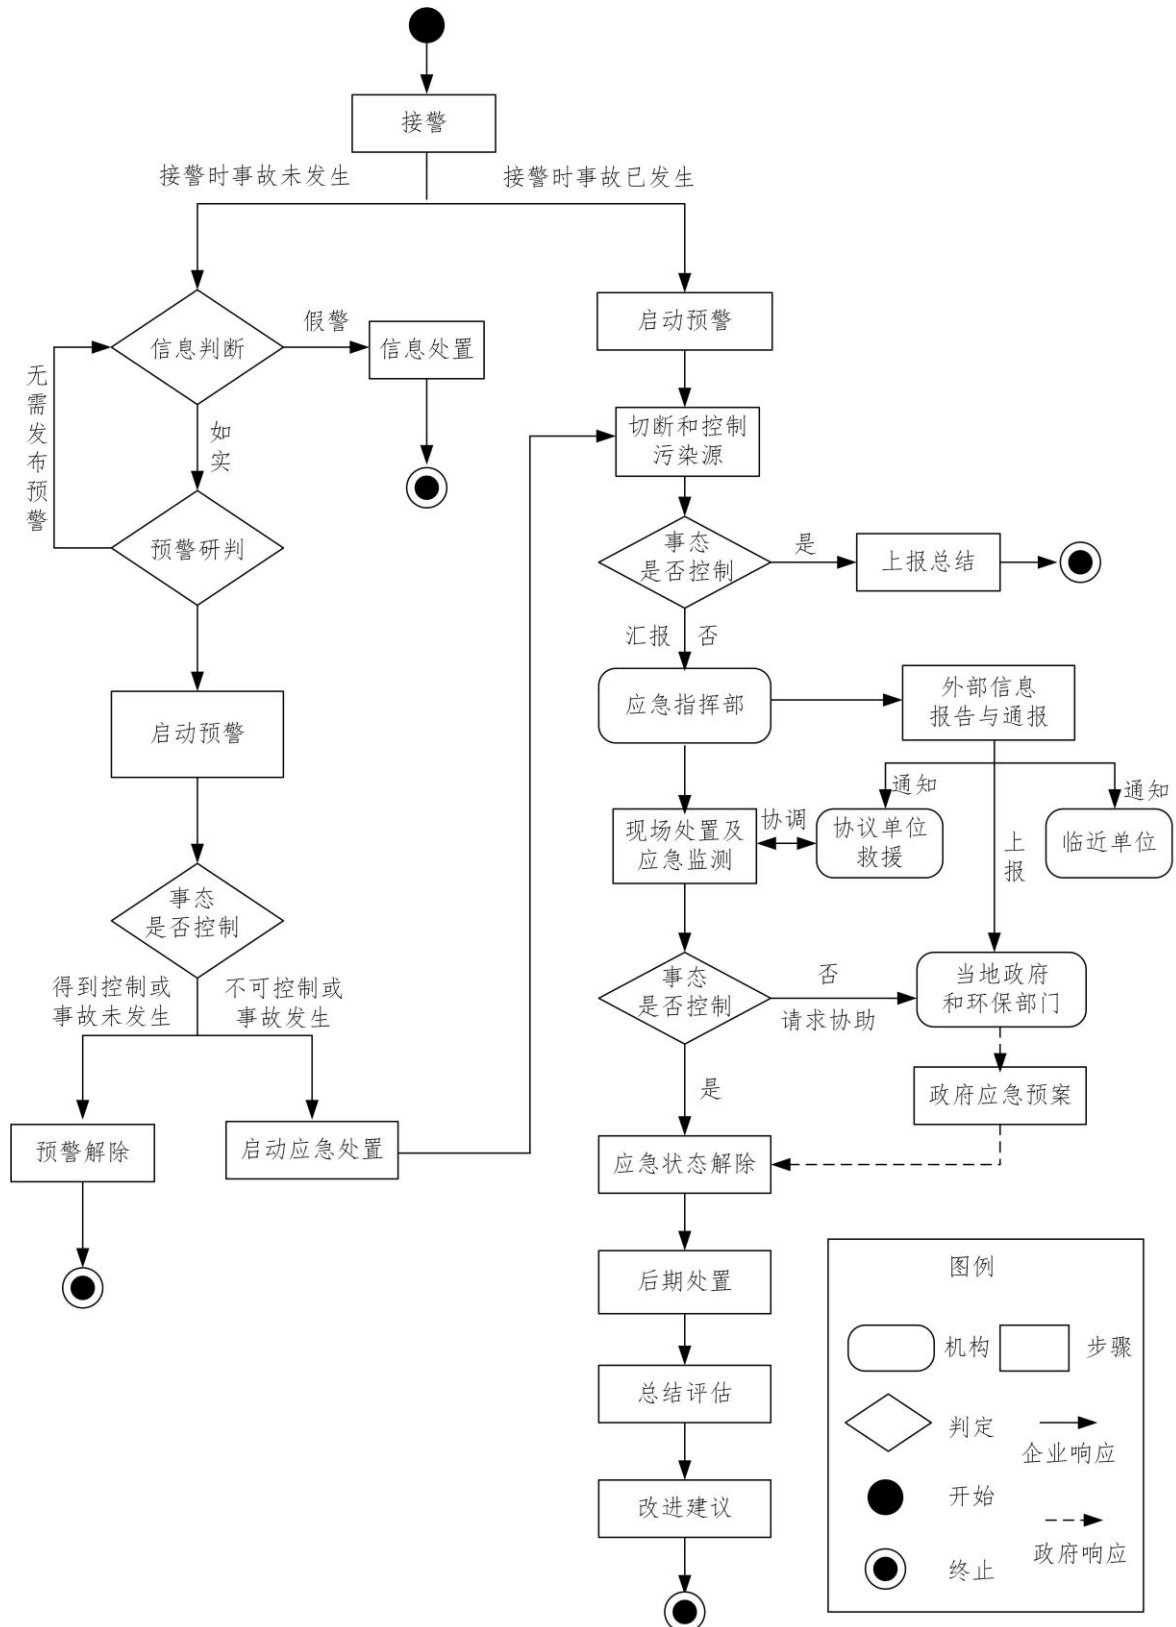 接警
接警时事故未发生
接警时事故已发生
信息判断
假警
信息处置
无需发布预警
如实
预警研判
启动预警
事态
是否控制
得到控制或
事故未发生
不可控制或
事故发生
预警解除
启动应急处置
启动预警
切断和控制
污染源
事态
是否控制
是
上报总结
汇报
否
应急指挥部
外部信息
报告与通报
通知
通知
上报
现场处置及
应急监测
协调
协议单位
救援
临近单位
事态
是否控制
否
请求协助
当地政府
和环保部门
是
政府应急预案
应急状态解除
后期处置
总结评估
改进建议
图例
机构
步骤
判定
企业响应
开始
政府响应
终止